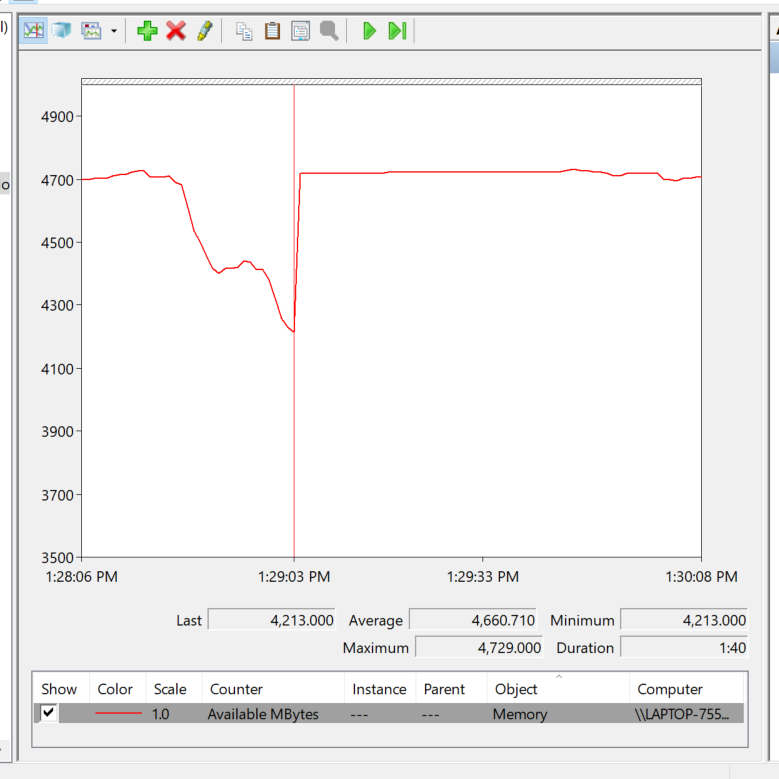 l)
4900
4700
o
4500
4300
4100
3900
3700
3500
1:28:06 PM 1:29:03 PM 1:29:33 PM 1:30:08 PM
Last 4,213.000 Average 4,660.710 Minimum 4,213.000
Maximum 4,729.000 Duration 1:40
Show Color Scale Counter Instance Parent Object Computer
1.0 Available MBytes --- --- Memory \\LAPTOP-755...